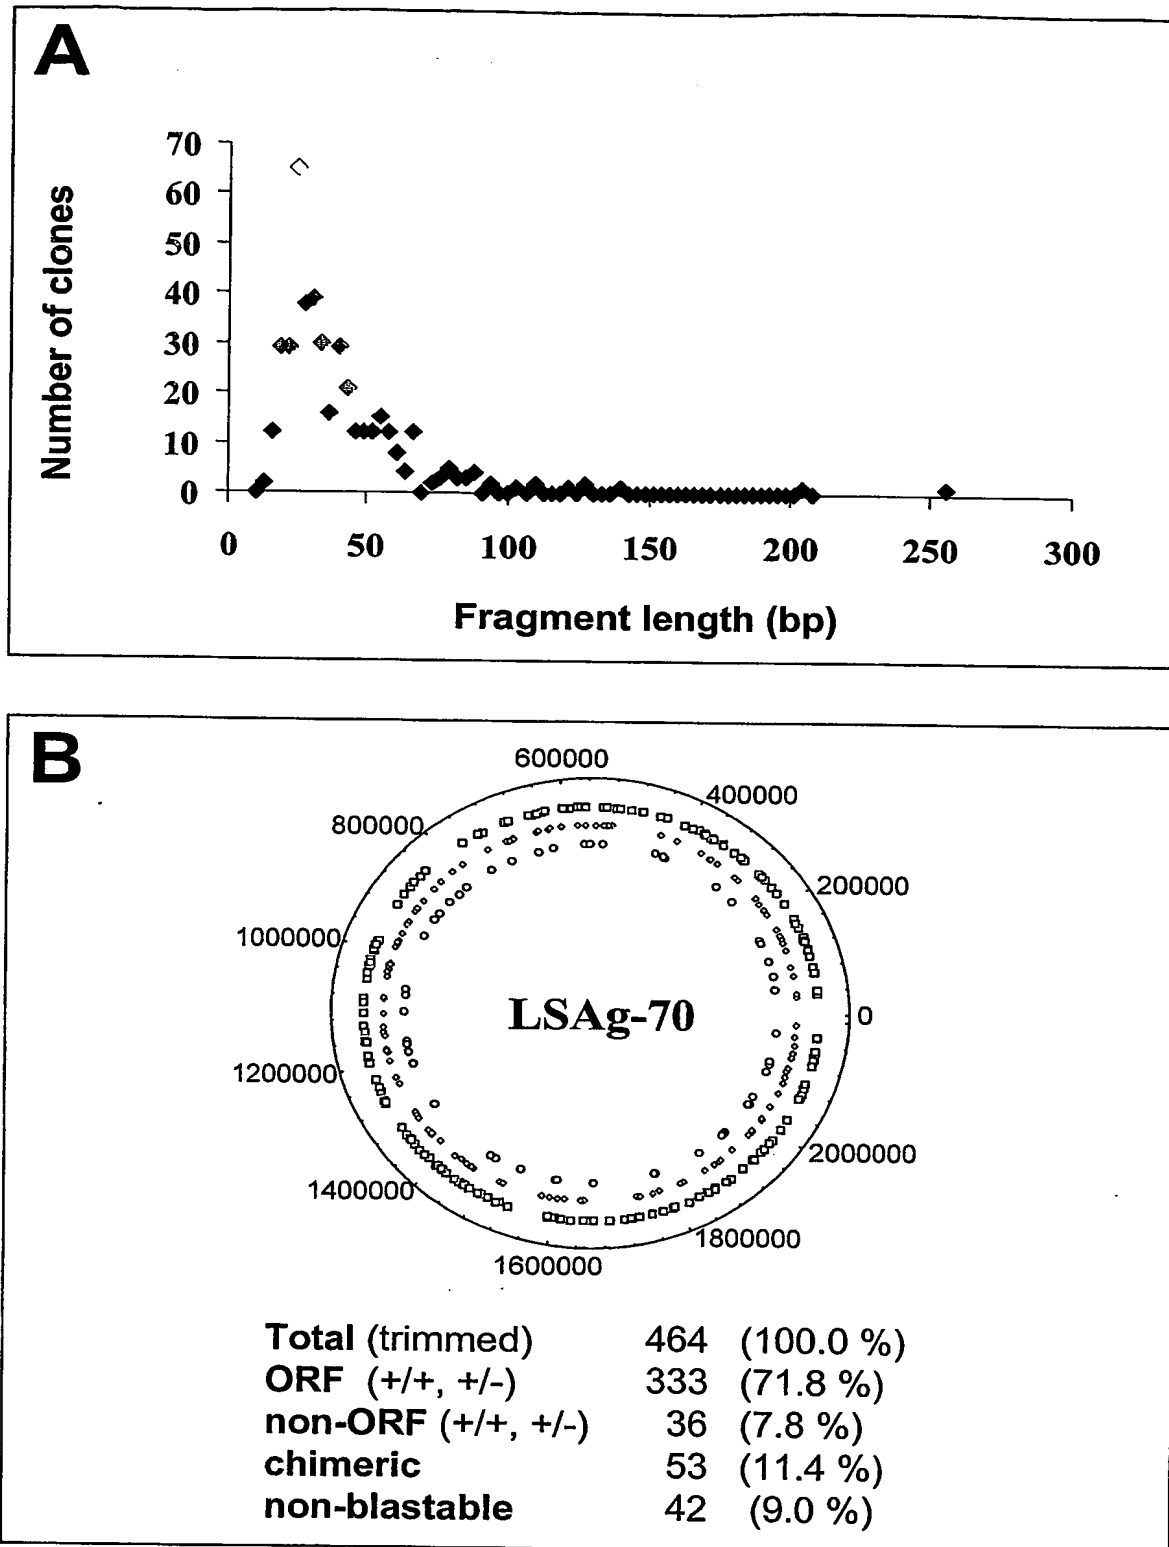 A
70
60
50
40
30
20
10
0
Number of clones
0 50 100 150 200 250 300
Fragment length (bp)
B
600000
400000
800000
200000
1000000
LSAg-70
0
1200000
2000000
1400000
1800000
1600000
Total (trimmed) 464 (100.0 %)
ORF (+/+, +/-) 333 (71.8 %)
non-ORF (+/+, +/-) 36 (7.8 %)
chimeric 53 (11.4 %)
non-blastable 42 (9.0 %)